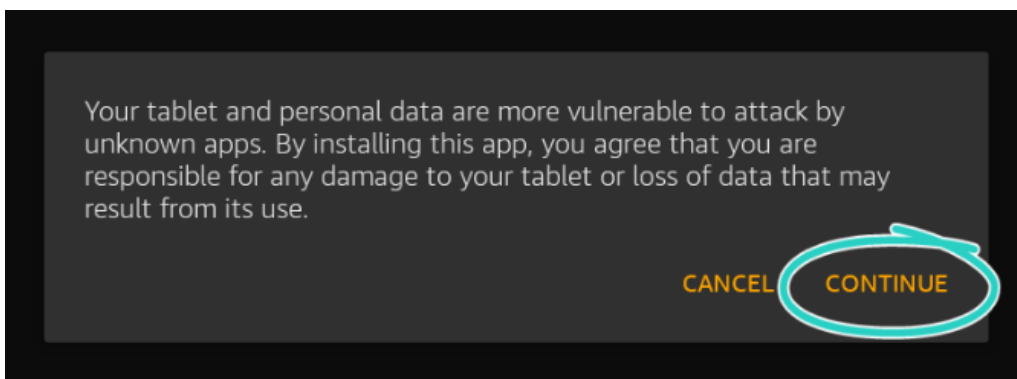 Your tablet and personal data are more vulnerable to attack by
unknown apps. By installing this app, you agree that you are
responsible for any damage to your tablet or loss of data that may
result from its use.
CANCEL CONTINUE